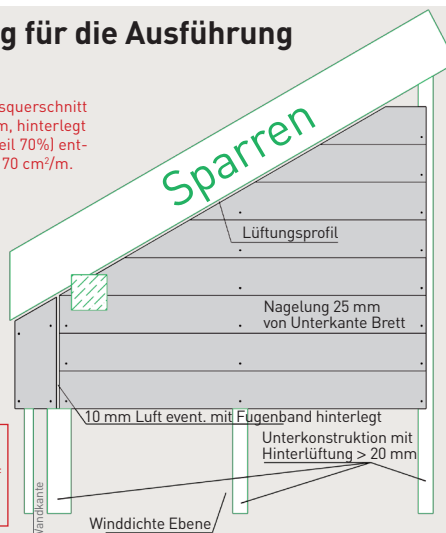 g für die Ausführung
squerschnitt
m, hinterlegt
eil 70%) ent-
70 cm²/m.
Sparren
Lüftungsprofil
Nagelung 25 mm
von Unterkante Brett
10 mm Luft event. mit Fugenband hinterlegt
Unterkonstruktion mit
Hinterlüftung > 20 mm
Wandkante
Winddichte Ebene